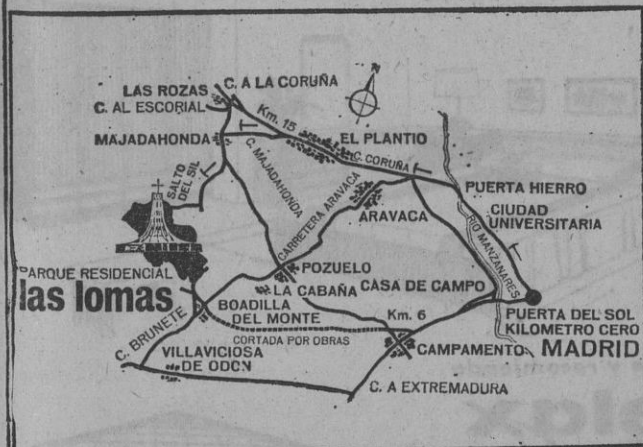 N
LAS ROZAS
C. A LA CORUÑA
C. AL ESCORIAL
Km. 15
MAJADAHONDA
EL PLANTIO
C. CORUÑA
SALTO
DEL SIL
C. MAJADAHONDA
CARRETERA ARAVACA
ARAVACA
PUERTA HIERRO
CIUDAD
UNIVERSITARIA
RIO MANZANARES
PARQUE RESIDENCIAL
las lomas
POZUELO
LA CABAÑA
CASA DE CAMPO
BOADILLA
DEL MONTE
Km. 6
PUERTA DEL SOL
KILOMETRO CERO
MADRID
C. BRUNETE
CORTADA POR OBRAS
CAMPAMENTO
VILLAVICIOSA
DE ODON
C. A EXTREMADURA